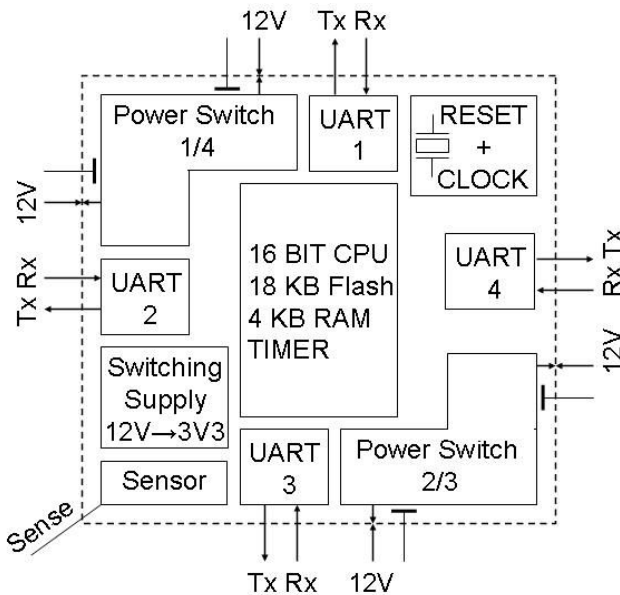 12V
Tx Rx
Power Switch
1/4
UART
1
RESET
+
CLOCK
12V
16 BIT CPU
18 KB Flash
4 KB RAM
TIMER
Tx Rx
UART
2
UART
4
Rx Tx
12V
Switching
Supply
12V→3V3
Sensor
Sense
UART
3
Power Switch
2/3
Tx Rx
12V